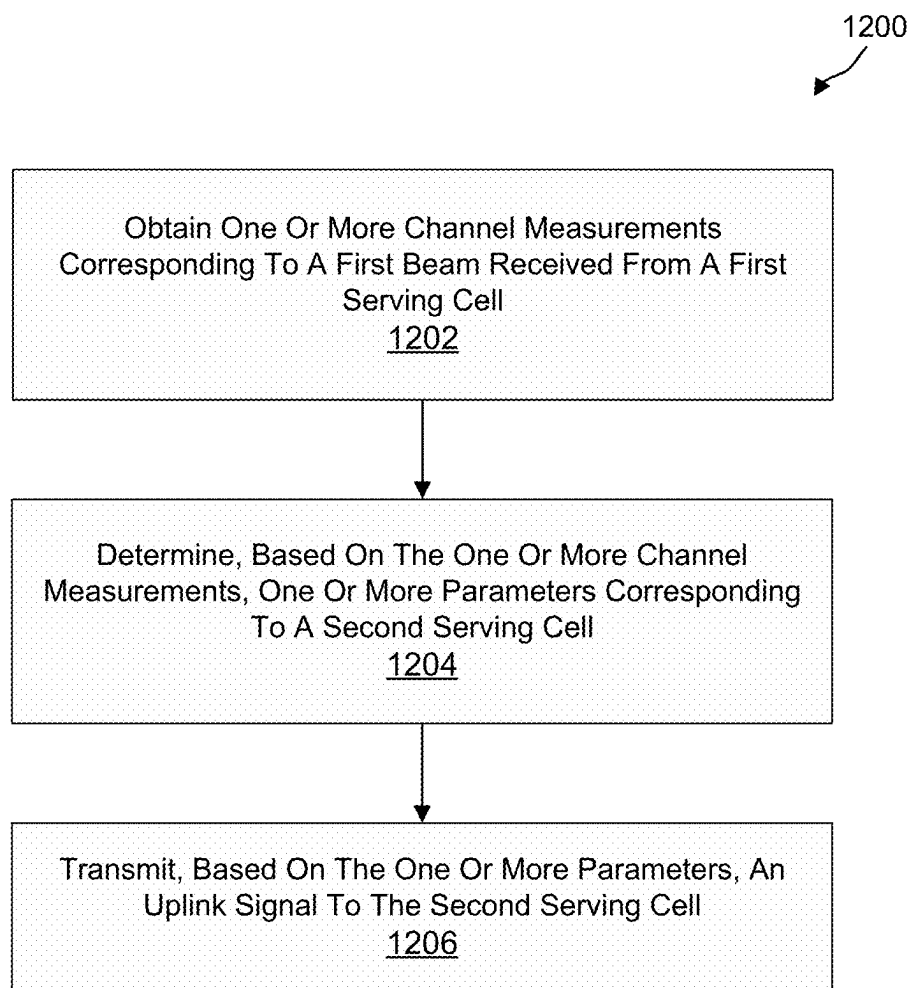 1200
Obtain One Or More Channel Measurements
Corresponding To A First Beam Received From A First
Serving Cell
1202
Determine, Based On The One Or More Channel
Measurements, One Or More Parameters Corresponding
To A Second Serving Cell
1204
Transmit, Based On The One Or More Parameters, An
Uplink Signal To The Second Serving Cell
1206